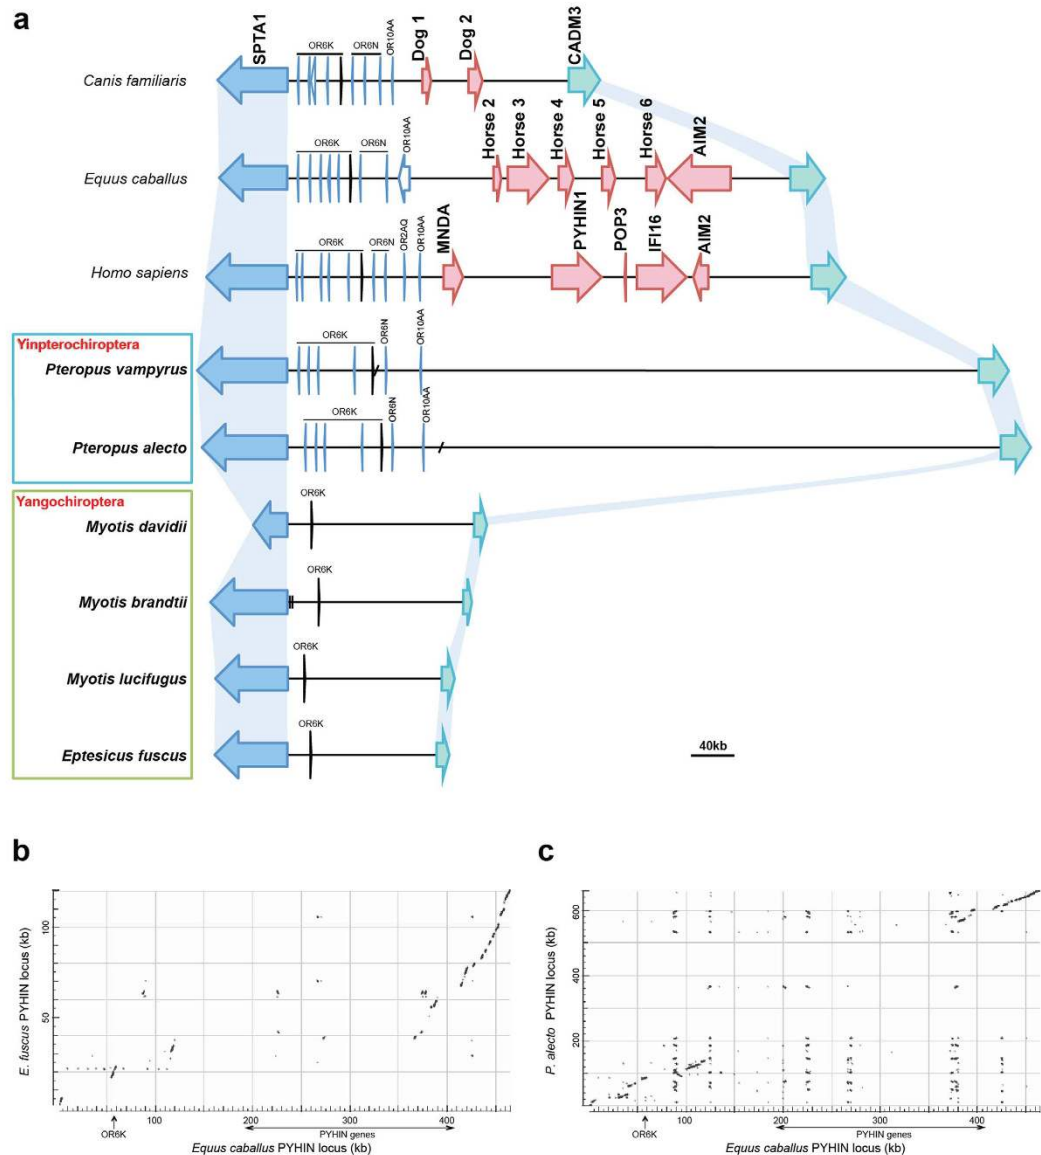 a
SPTA1
OR6K
OR6N
OR10AA
Dog 1
Dog 2
CADM3
Canis familiaris
OR6K
OR6N
OR10AA
Horse 2
Horse 3
Horse 4
Horse 5
Horse 6
AIM2
Equus caballus
OR6K
OR6N
OR2AQ
OR10AA
MNDA
PYHIN1
POP3
IFI16
AIM2
Homo sapiens
Yinpterochiroptera
OR6K
OR6N
OR10AA
Pteropus vampyrus
OR6K
OR6N
OR10AA
Pteropus alecto
Yangochiroptera
OR6K
Myotis davidii
OR6K
Myotis brandtii
OR6K
Myotis lucifugus
OR6K
Eptesicus fuscus
40kb
b
E. fuscus PYHIN locus (kb)
100
50
100 200 300 400
OR6K
PYHIN genes
Equus caballus PYHIN locus (kb)
c
P. alecto PYHIN locus (kb)
600
400
200
100 200 300 400
OR6K
PYHIN genes
Equus caballus PYHIN locus (kb)